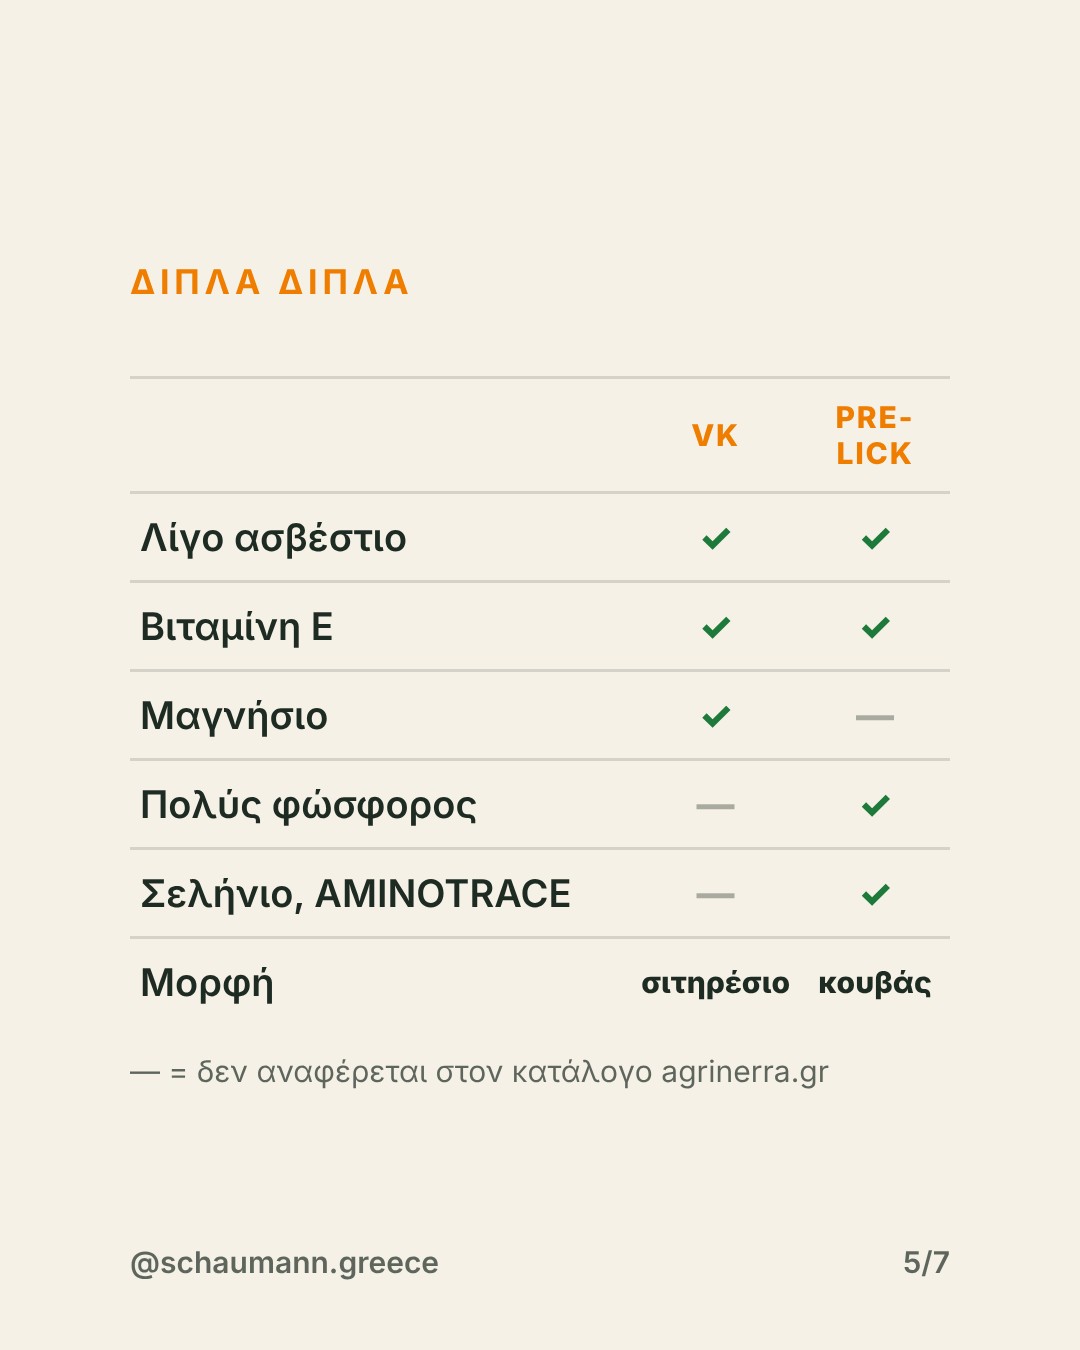 ΔΙΠΛΑ ΔΙΠΛΑ
VK PRE-
LICK
Λίγο ασβέστιο ✓ ✓
Βιταμίνη Ε ✓ ✓
Μαγνήσιο ✓ —
Πολύς φώσφορος — ✓
Σελήνιο, AMINOTRACE — ✓
Μορφή σιτηρέσιο κουβάς
— = δεν αναφέρεται στον κατάλογο agrinerra.gr
@schaumann.greece 5/7